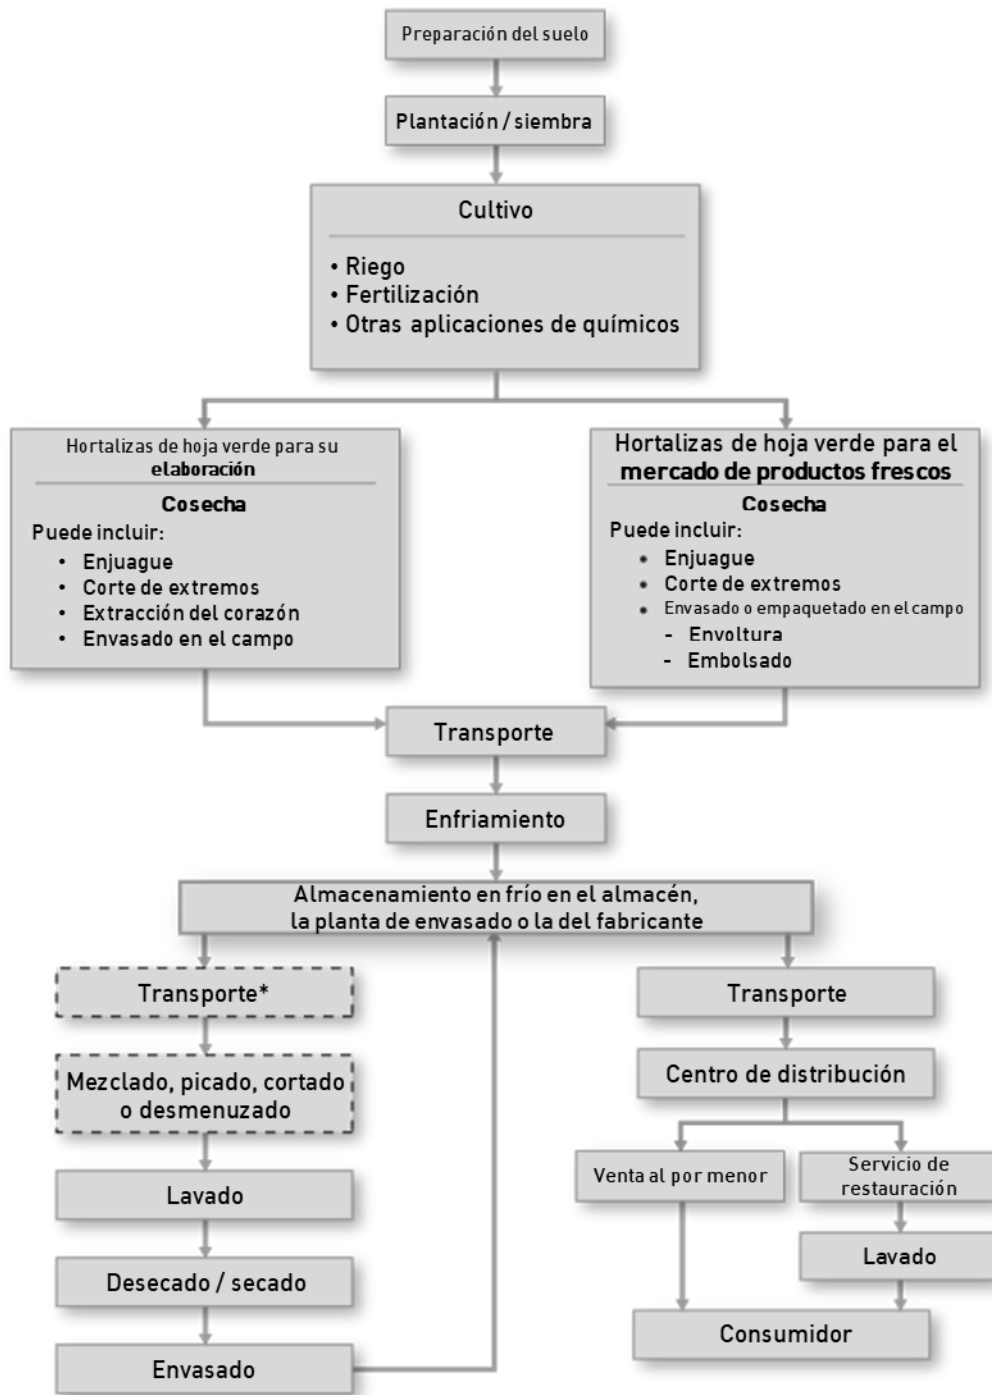 Preparación del suelo
Plantación / siembra
Cultivo
• Riego
• Fertilización
• Otras aplicaciones de químicos
Hortalizas de hoja verde para su
elaboración
Cosecha
Puede incluir:
• Enjuague
• Corte de extremos
• Extracción del corazón
• Envasado en el campo
Hortalizas de hoja verde para el
mercado de productos frescos
Cosecha
Puede incluir:
• Enjuague
• Corte de extremos
• Envasado o empaquetado en el campo
- Envoltura
- Embolsado
Transporte
Enfriamiento
Almacenamiento en frío en el almacén,
la planta de envasado o la del fabricante
Transporte*
Mezclado, picado, cortado
o desmenuzado
Lavado
Desecado / secado
Envasado
Transporte
Centro de distribución
Venta al por menor
Servicio de
restauración
Lavado
Consumidor